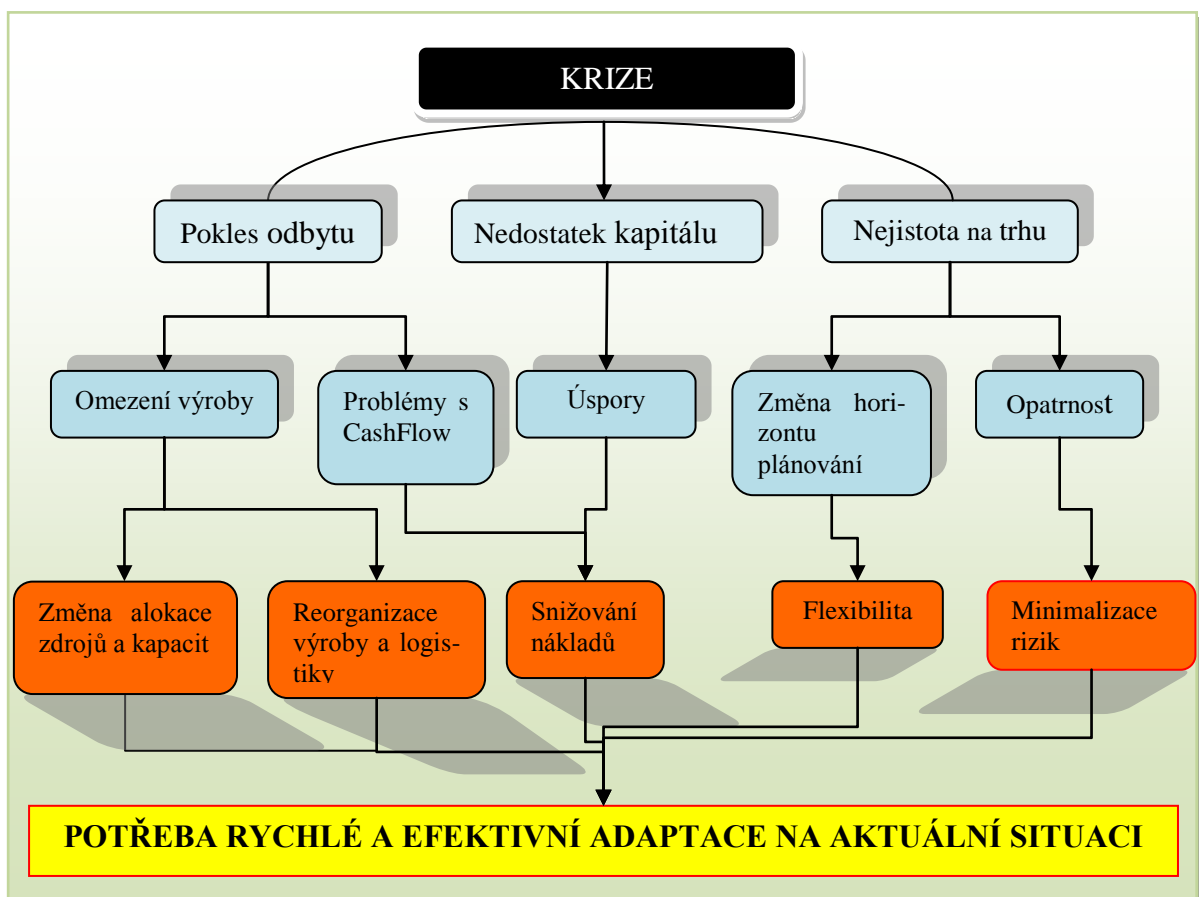 KRIZE
Pokles odbytu
Nedostatek kapitálu
Nejistota na trhu
Omezení výroby
Problémy s
CashFlow
Úspory
Změna hori-
zontu
plánování
Opatrnost
Změna alokace
zdrojů a kapacit
Reorganizace
výroby a logis-
tiky
Snižování
nákladů
Flexibilita
Minimalizace
rizik
POTŘEBA RYCHLÉ A EFEKTIVNÍ ADAPTACE NA AKTUÁLNÍ SITUACI